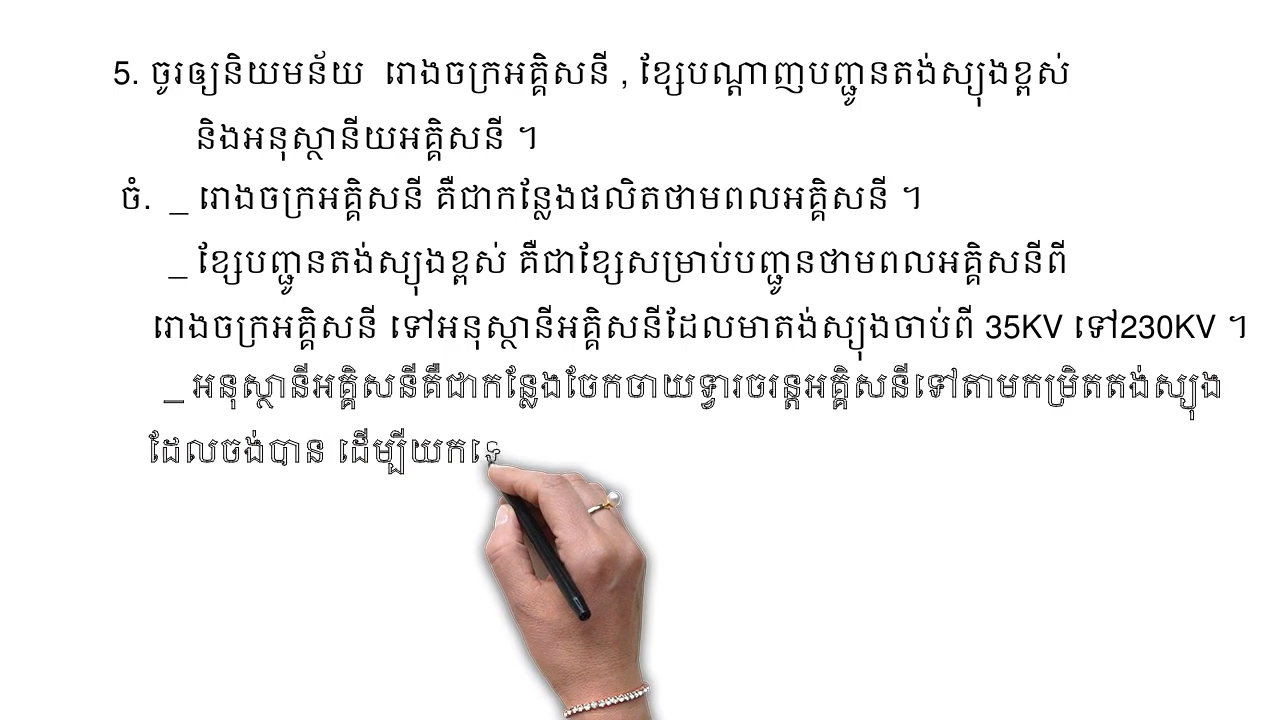 5. ចូរឲ្យនិយមន័យ រោងចក្រអគ្គិសនី , ខ្សែបណ្តាញបញ្ជូនតង់ស្យុងខ្ពស់
និងអនុស្ថានីយអគ្គិសនី ។
ចំ. _ រោងចក្រអគ្គិសនី គឺជាកន្លែងផលិតថាមពលអគ្គិសនី ។
_ ខ្សែបញ្ជូនតង់ស្យុងខ្ពស់ គឺជាខ្សែសម្រាប់បញ្ជូនថាមពលអគ្គិសនីពី
រោងចក្រអគ្គិសនី ទៅអនុស្ថានីអគ្គិសនីដែលមាតង់ស្យុងចាប់ពី 35KV ទៅ230KV ។
_ អនុស្ថានីអគ្គិសនីគឺជាកន្លែងចែកចាយទ្វារចរន្តអគ្គិសនីទៅតាមកម្រិតតង់ស្យុង
ដែលចង់បាន ដើម្បីយក